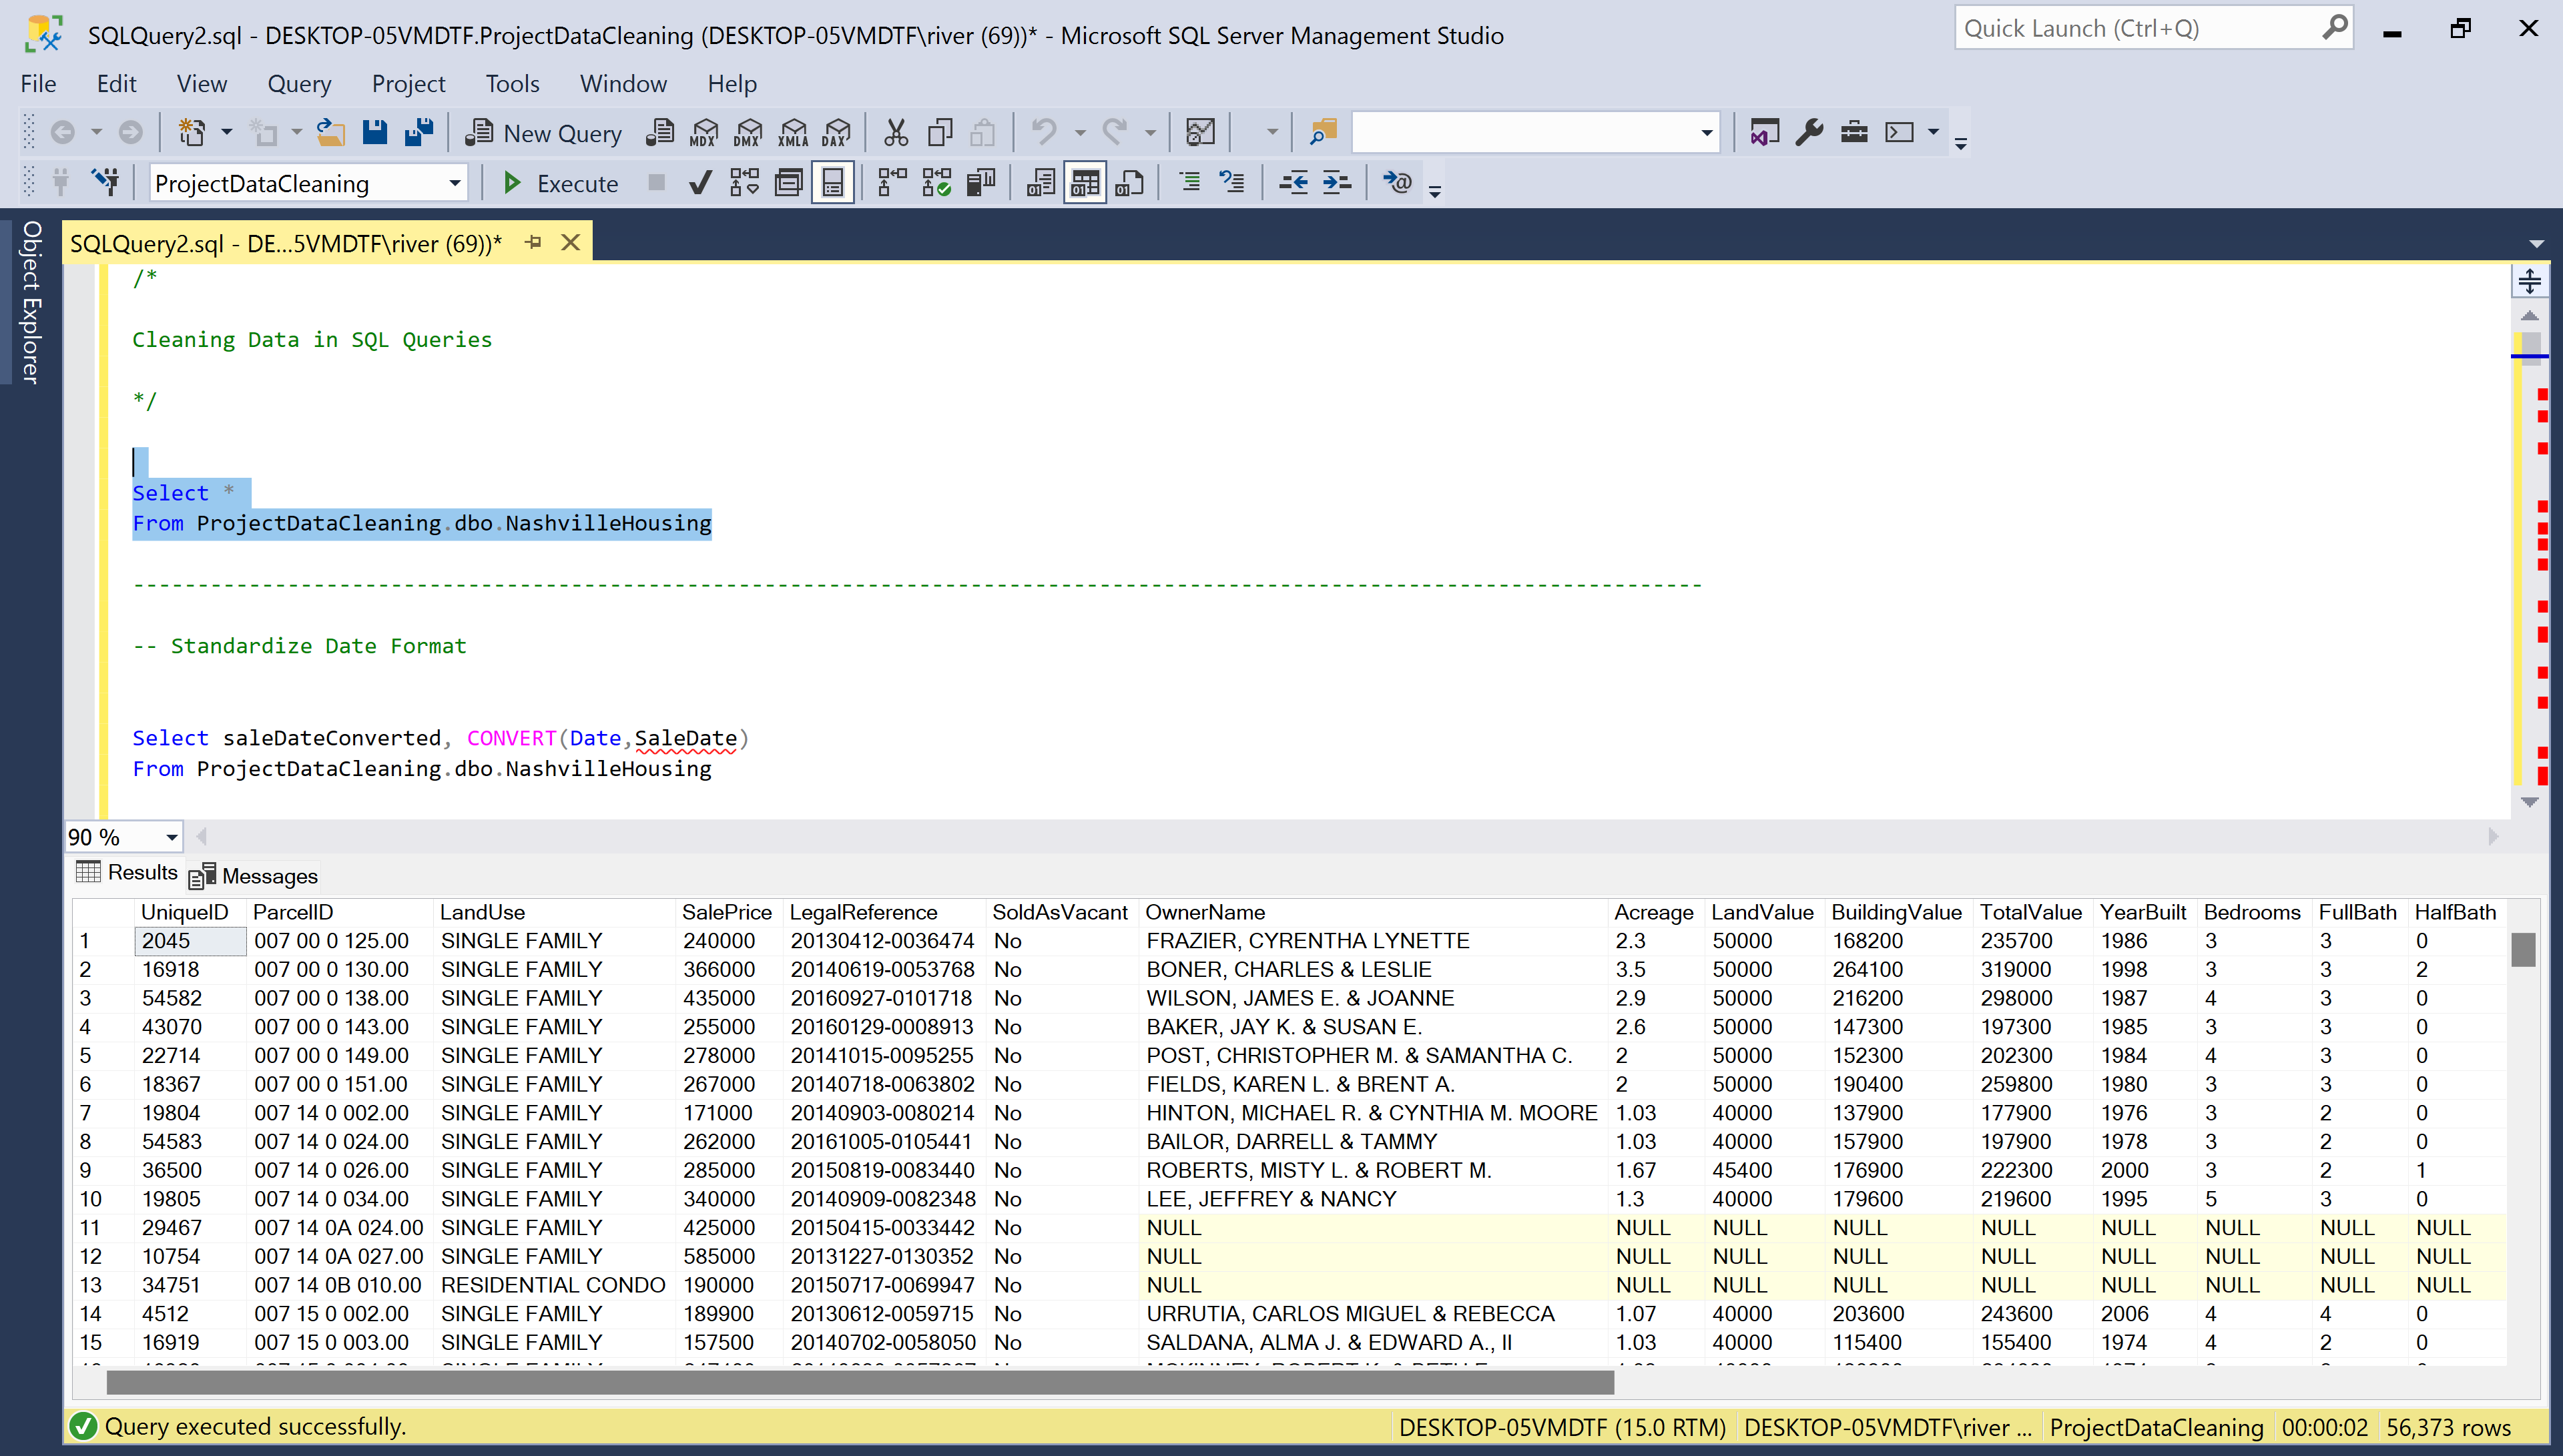 SQLQuery2.sql - DESKTOP-05VMDTF.ProjectDataCleaning (DESKTOP-05VMDTF\river (69))* - Microsoft SQL Server Management Studio
Quick Launch (Ctrl+Q)
File Edit View Query Project Tools Window Help
New Query MDX DMX XMLA DAX
ProjectDataCleaning Execute
Object Explorer
SQLQuery2.sql - DE...5VMDTF\river (69))*
/*
Cleaning Data in SQL Queries
*/
Select *
From ProjectDataCleaning.dbo.NashvilleHousing
--------------------------------------------------------------------------------------------------------------------------
-- Standardize Date Format
Select saleDateConverted, CONVERT(Date,SaleDate)
From ProjectDataCleaning.dbo.NashvilleHousing
90 %
Results Messages
UniqueID ParcelID LandUse SalePrice LegalReference SoldAsVacant OwnerName Acreage LandValue BuildingValue TotalValue YearBuilt Bedrooms FullBath HalfBath
1 2045 007 00 0 125.00 SINGLE FAMILY 240000 20130412-0036474 No FRAZIER, CYRENTHA LYNETTE 2.3 50000 168200 235700 1986 3 3 0
2 16918 007 00 0 130.00 SINGLE FAMILY 366000 20140619-0053768 No BONER, CHARLES & LESLIE 3.5 50000 264100 319000 1998 3 3 2
3 54582 007 00 0 138.00 SINGLE FAMILY 435000 20160927-0101718 No WILSON, JAMES E. & JOANNE 2.9 50000 216200 298000 1987 4 3 0
4 43070 007 00 0 143.00 SINGLE FAMILY 255000 20160129-0008913 No BAKER, JAY K. & SUSAN E. 2.6 50000 147300 197300 1985 3 3 0
5 22714 007 00 0 149.00 SINGLE FAMILY 278000 20141015-0095255 No POST, CHRISTOPHER M. & SAMANTHA C. 2 50000 152300 202300 1984 4 3 0
6 18367 007 00 0 151.00 SINGLE FAMILY 267000 20140718-0063802 No FIELDS, KAREN L. & BRENT A. 2 50000 190400 259800 1980 3 3 0
7 19804 007 14 0 002.00 SINGLE FAMILY 171000 20140903-0080214 No HINTON, MICHAEL R. & CYNTHIA M. MOORE 1.03 40000 137900 177900 1976 3 2 0
8 54583 007 14 0 024.00 SINGLE FAMILY 262000 20161005-0105441 No BAILOR, DARRELL & TAMMY 1.03 40000 157900 197900 1978 3 2 0
9 36500 007 14 0 026.00 SINGLE FAMILY 285000 20150819-0083440 No ROBERTS, MISTY L. & ROBERT M. 1.67 45400 176900 222300 2000 3 2 1
10 19805 007 14 0 034.00 SINGLE FAMILY 340000 20140909-0082348 No LEE, JEFFREY & NANCY 1.3 40000 179600 219600 1995 5 3 0
11 29467 007 14 0A 024.00 SINGLE FAMILY 425000 20150415-0033442 No NULL NULL NULL NULL NULL NULL NULL NULL NULL
12 10754 007 14 0A 027.00 SINGLE FAMILY 585000 20131227-0130352 No NULL NULL NULL NULL NULL NULL NULL NULL NULL
13 34751 007 14 0B 010.00 RESIDENTIAL CONDO 190000 20150717-0069947 No NULL NULL NULL NULL NULL NULL NULL NULL NULL
14 4512 007 15 0 002.00 SINGLE FAMILY 189900 20130612-0059715 No URRUTIA, CARLOS MIGUEL & REBECCA 1.07 40000 203600 243600 2006 4 4 0
15 16919 007 15 0 003.00 SINGLE FAMILY 157500 20140702-0058050 No SALDANA, ALMA J. & EDWARD A., II 1.03 40000 115400 155400 1974 4 2 0
Query executed successfully. DESKTOP-05VMDTF (15.0 RTM) DESKTOP-05VMDTF\river ... ProjectDataCleaning 00:00:02 56,373 rows